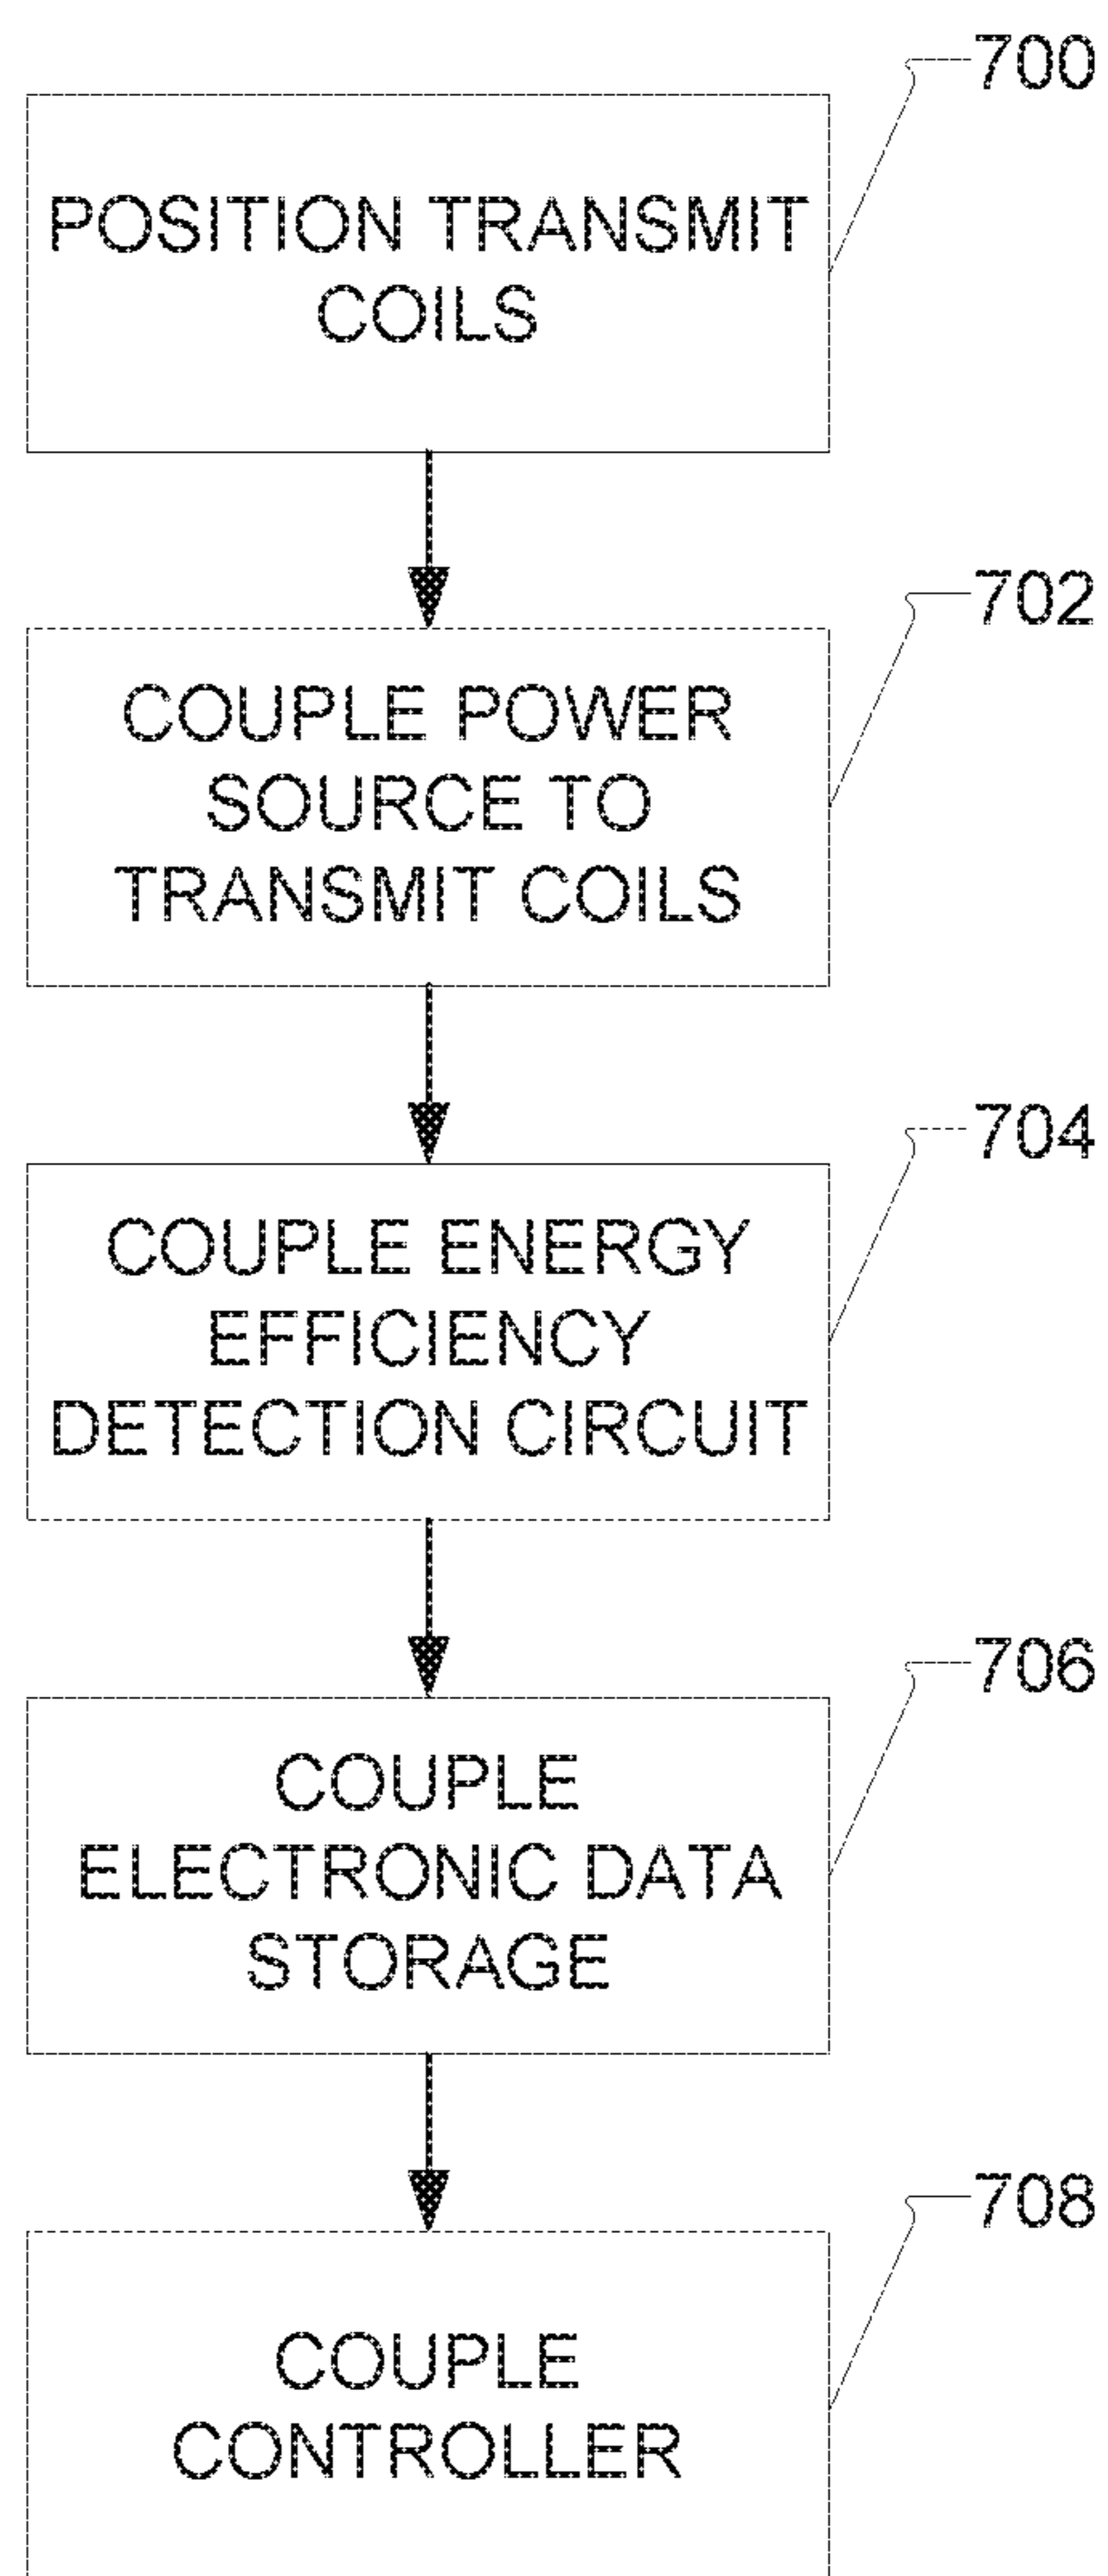 700
POSITION TRANSMIT
COILS
702
COUPLE POWER
SOURCE TO
TRANSMIT COILS
704
COUPLE ENERGY
EFFICIENCY
DETECTION CIRCUIT
706
COUPLE
ELECTRONIC DATA
STORAGE
708
COUPLE
CONTROLLER